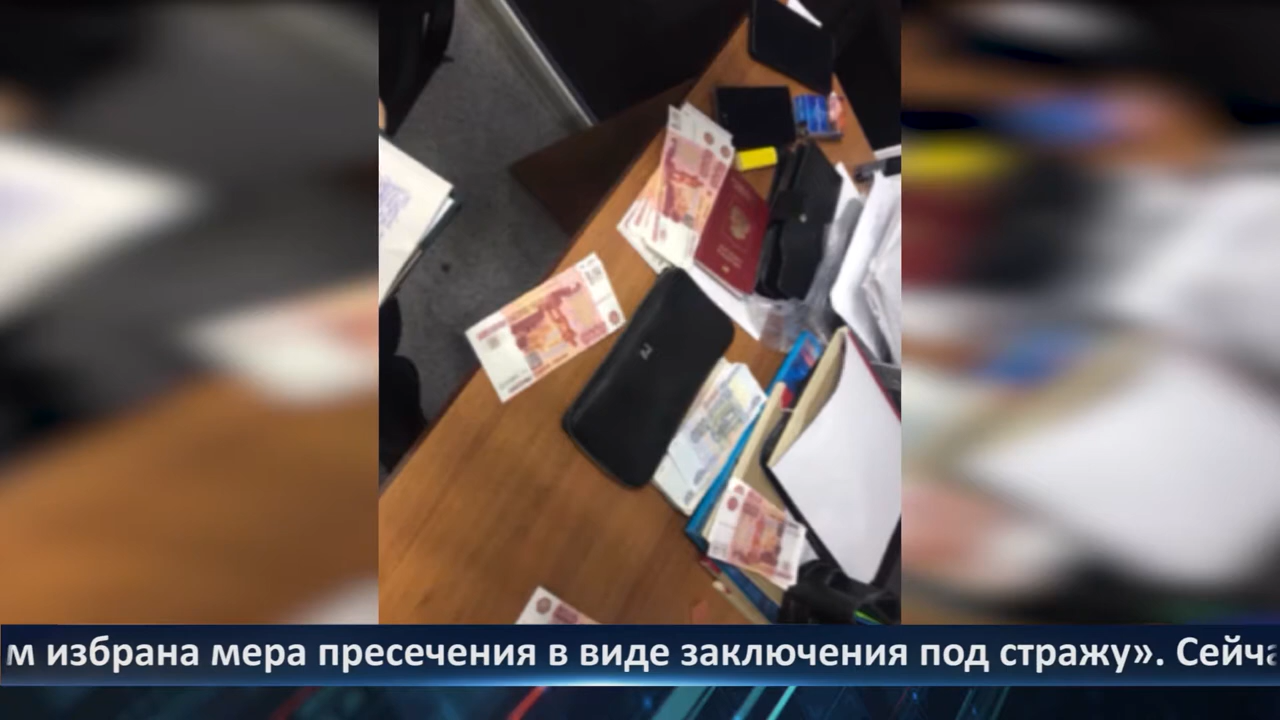 м избрана мера пресечения в виде заключения под стражу». Сейча